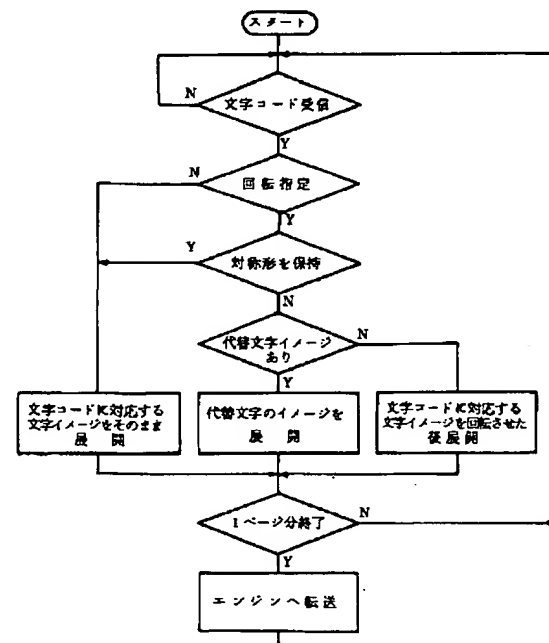 スタート
N
文字コード受信
Y
N
回転指定
Y
Y
対称形を保持
N
代替文字イメージ
あり
N
Y
文字コードに対応する
文字イメージをそのまま
展開
代替文字のイメージを
展開
文字コードに対応する
文字イメージを回転させた
後展開
1ページ分終了
N
Y
エンジンへ転送